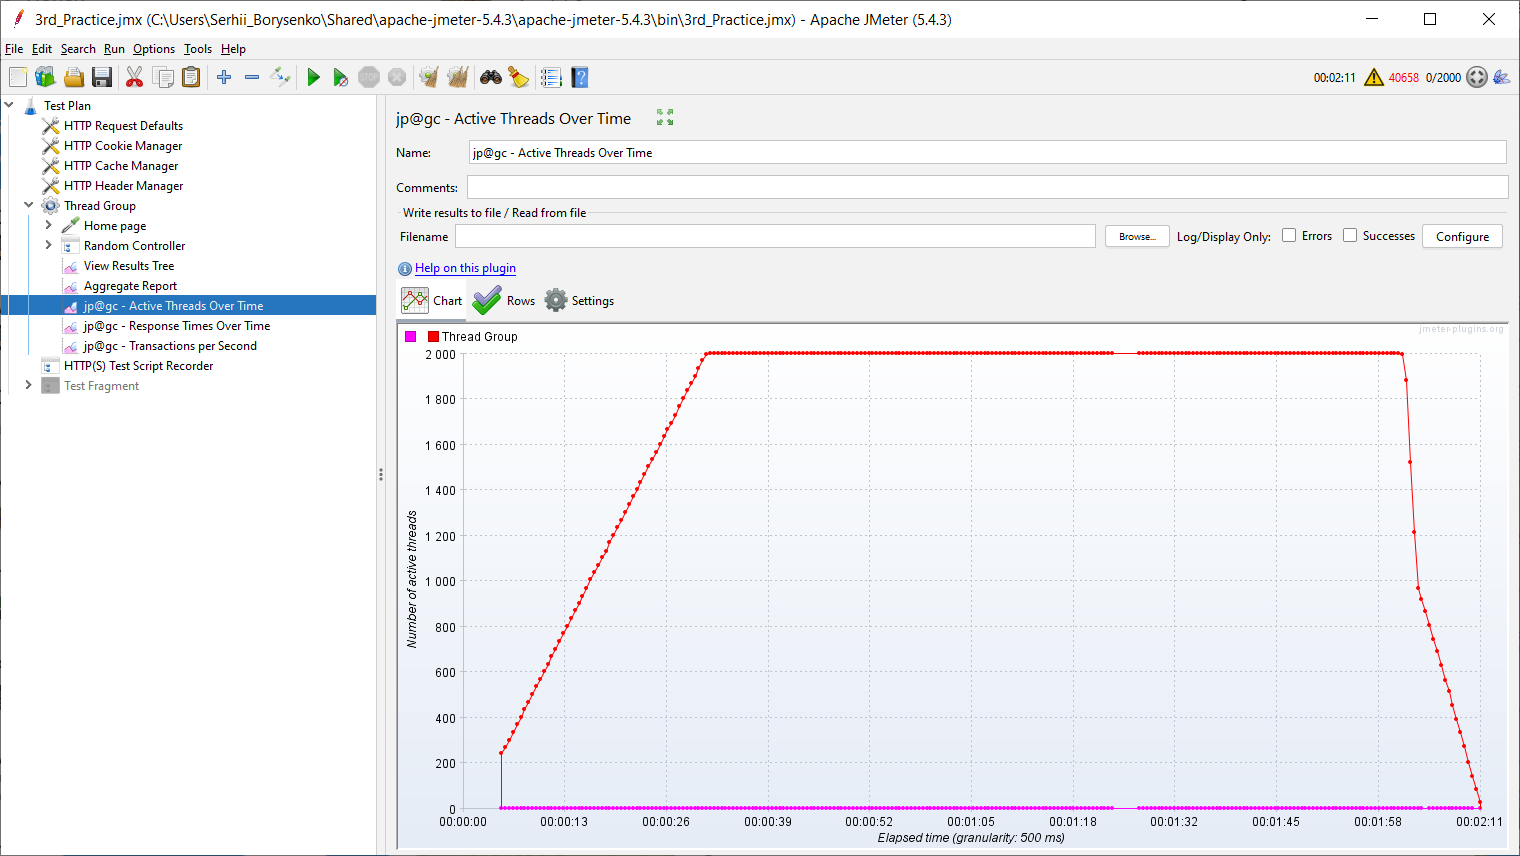 3rd_Practice.jmx (C:\Users\Serhii_Borysenko\Shared\apache-jmeter-5.4.3\apache-jmeter-5.4.3\bin\3rd_Practice.jmx) - Apache JMeter (5.4.3)
File Edit Search Run Options Tools Help
STOP 00:02:11 40658 0/2000
Test Plan
HTTP Request Defaults
HTTP Cookie Manager
HTTP Cache Manager
HTTP Header Manager
Thread Group
Home page
Random Controller
View Results Tree
Aggregate Report
jp@gc - Active Threads Over Time
jp@gc - Response Times Over Time
jp@gc - Transactions per Second
HTTP(S) Test Script Recorder
Test Fragment
jp@gc - Active Threads Over Time
Name: jp@gc - Active Threads Over Time
Comments:
Write results to file / Read from file
Filename Browse... Log/Display Only: Errors Successes Configure
Help on this plugin
Chart Rows Settings
jmeter-plugins.org
Thread Group
2 000
1 800
1 600
1 400
1 200
1 000
800
600
400
200
0
Number of active threads
00:00:00 00:00:13 00:00:26 00:00:39 00:00:52 00:01:05 00:01:18 00:01:32 00:01:45 00:01:58 00:02:11
Elapsed time (granularity: 500 ms)